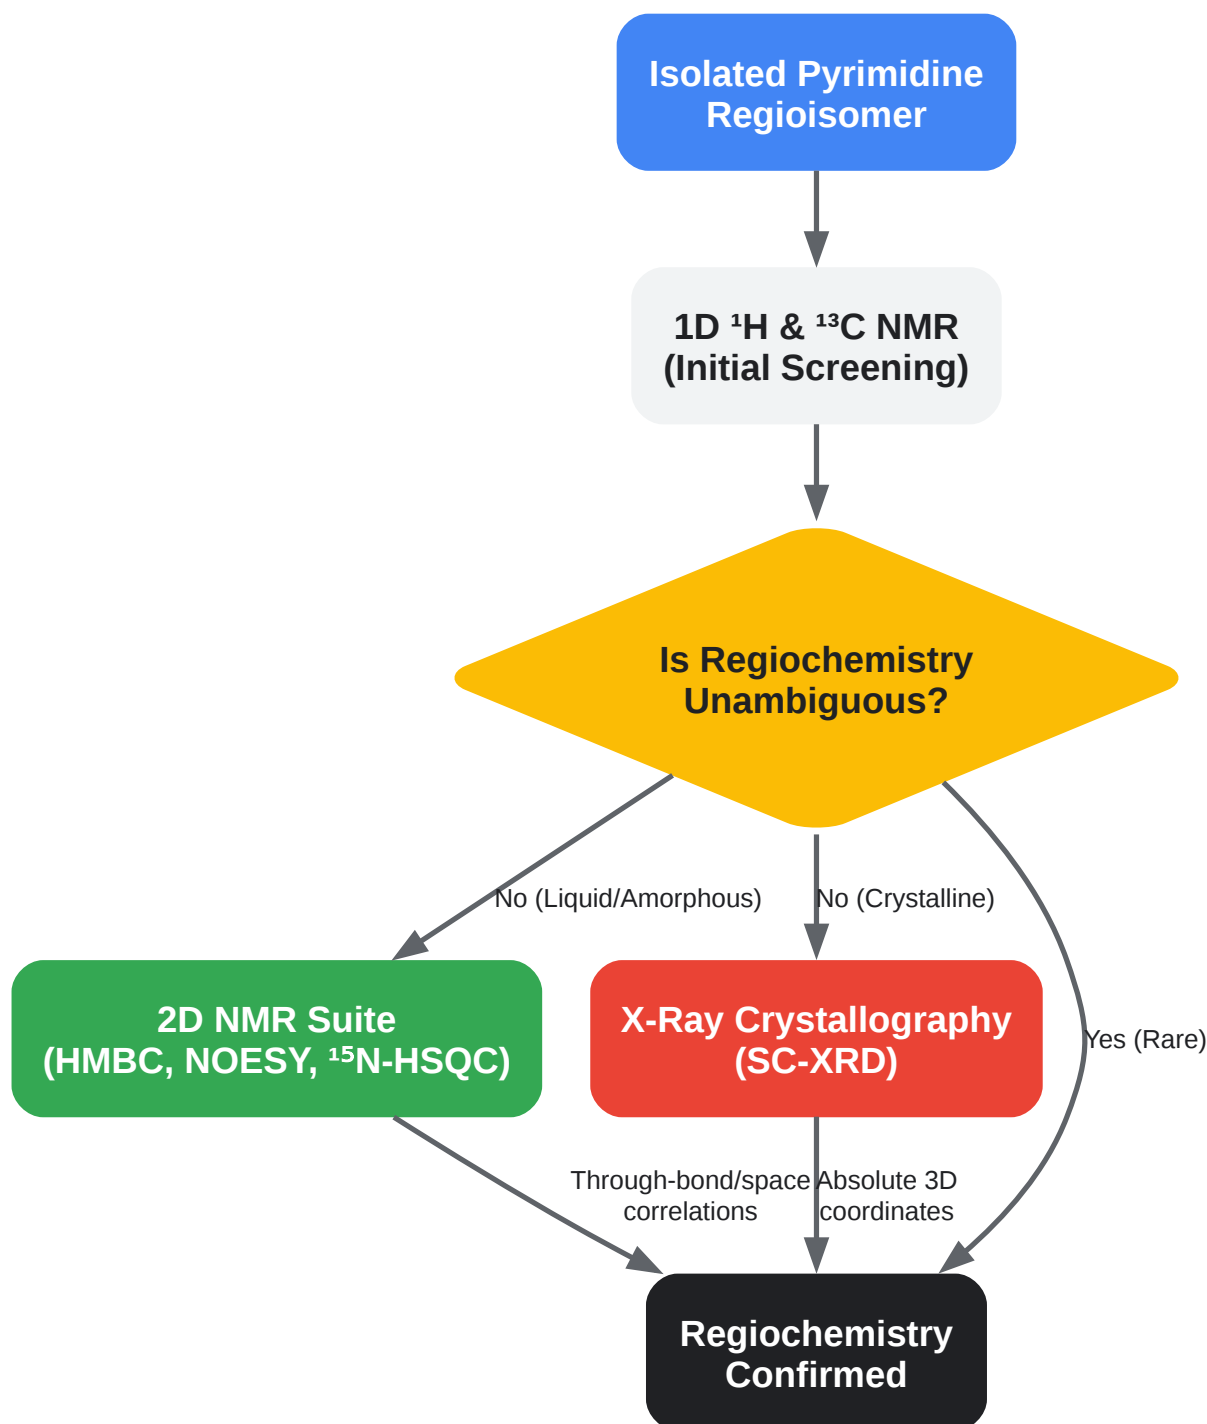 Isolated Pyrimidine
Regioisomer
1D ¹H & ¹³C NMR
(Initial Screening)
Is Regiochemistry
Unambiguous?
No (Liquid/Amorphous)
No (Crystalline)
2D NMR Suite
(HMBC, NOESY, ¹⁵N-HSQC)
X-Ray Crystallography
(SC-XRD)
Yes (Rare)
Through-bond/space
correlations
Absolute 3D
coordinates
Regiochemistry
Confirmed